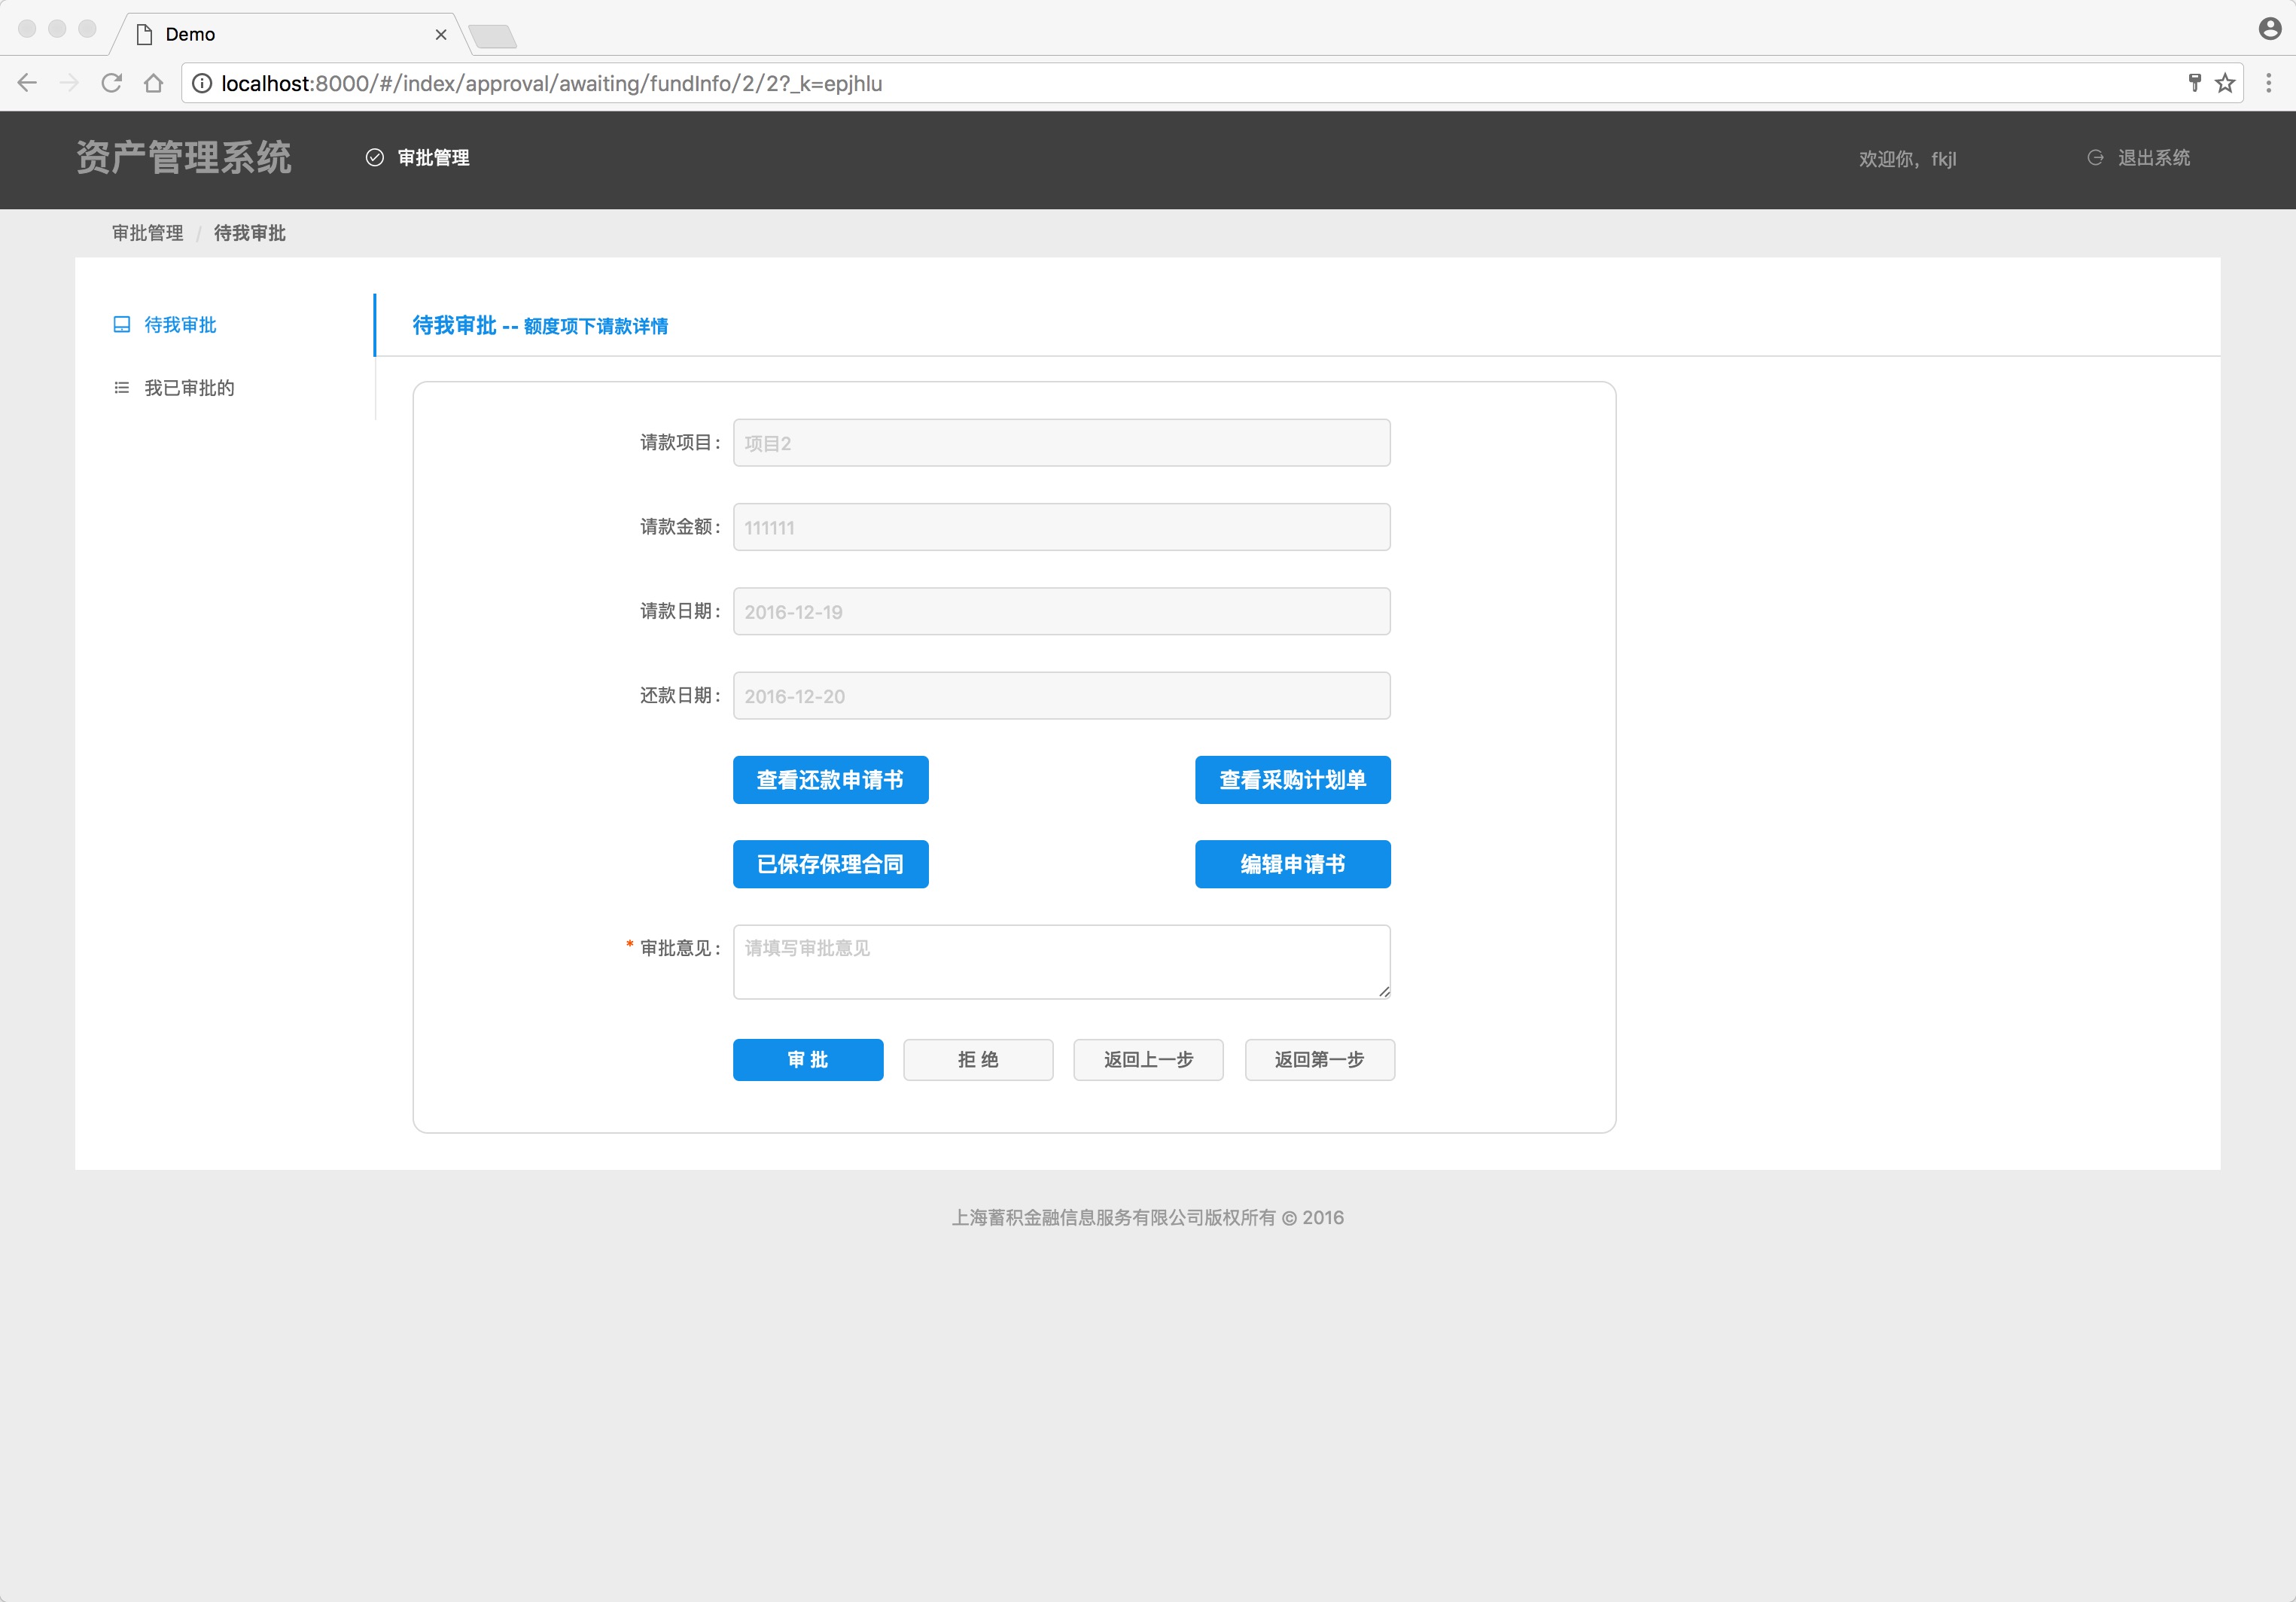 Demo
localhost:8000/#/index/approval/awaiting/fundInfo/2/2?_k=epjhlu
资产管理系统 审批管理 欢迎你，fkjl 退出系统
审批管理 / 待我审批
待我审批
我已审批的
待我审批 -- 额度项下请款详情
请款项目： 项目2
请款金额： 111111
请款日期： 2016-12-19
还款日期： 2016-12-20
查看还款申请书 查看采购计划单
已保存保理合同 编辑申请书
* 审批意见： 请填写审批意见
审 批 拒 绝 返回上一步 返回第一步
上海蓄积金融信息服务有限公司版权所有 © 2016